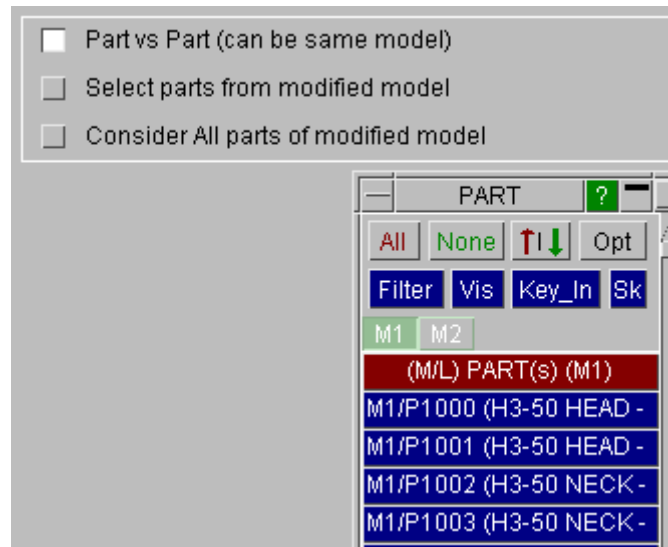 Part vs Part (can be same model)
Select parts from modified model
Consider All parts of modified model
PART ?
All None Opt
Filter Vis Key_In Sk
M1 M2
(M/L) PART(s) (M1)
M1/P1000 (H3-50 HEAD -
M1/P1001 (H3-50 HEAD -
M1/P1002 (H3-50 NECK -
M1/P1003 (H3-50 NECK -